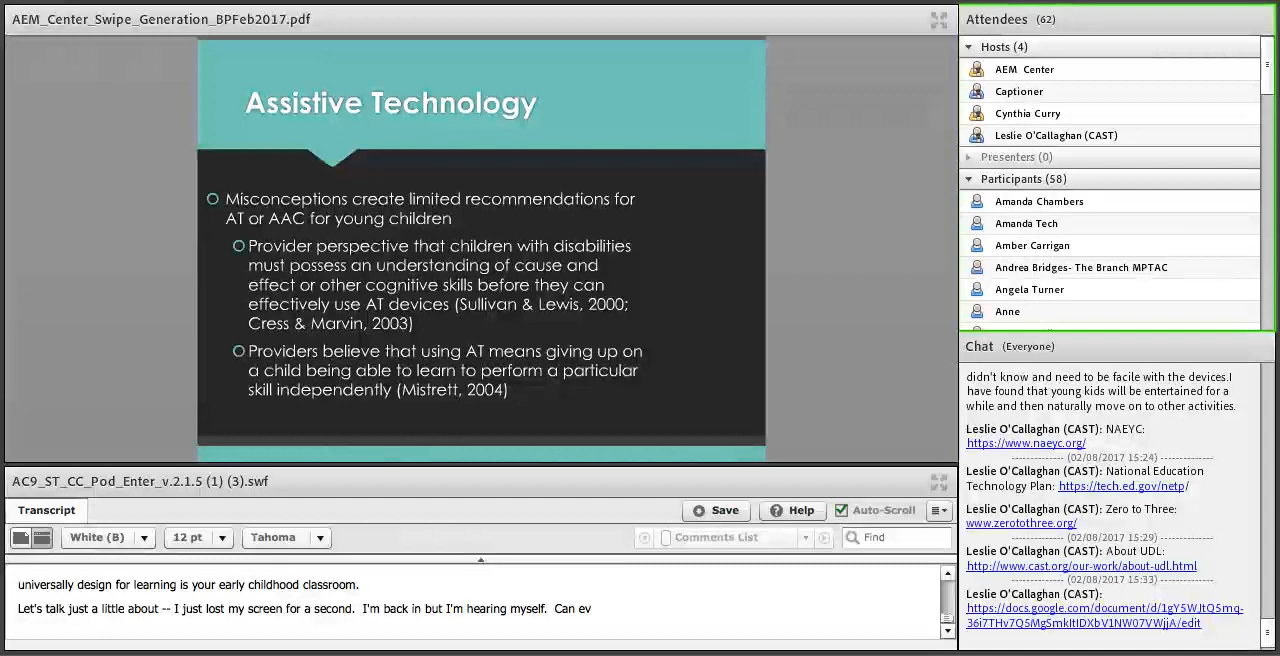 AEM_Center_Swipe_Generation_BPFeb2017.pdf
Assistive Technology
Misconceptions create limited recommendations for
AT or AAC for young children
Provider perspective that children with disabilities
must possess an understanding of cause and
effect or other cognitive skills before they can
effectively use AT devices (Sullivan & Lewis, 2000;
Cress & Marvin, 2003)
Providers believe that using AT means giving up on
a child being able to learn to perform a particular
skill independently (Mistrett, 2004)
AC9_ST_CC_Pod_Enter_v.2.1.5 (1) (3).swf
Transcript
Save
Help
Auto-Scroll
White (B)
12 pt
Tahoma
Comments List
Find
universally design for learning is your early childhood classroom.
Let's talk just a little about -- I just lost my screen for a second.  I'm back in but I'm hearing myself.  Can ev
Attendees (62)
Hosts (4)
AEM  Center
Captioner
Cynthia Curry
Leslie O'Callaghan (CAST)
Presenters (0)
Participants (58)
Amanda Chambers
Amanda Tech
Amber Carrigan
Andrea Bridges- The Branch MPTAC
Angela Turner
Anne
Chat (Everyone)
didn't know and need to be facile with the devices.I
have found that young kids will be entertained for a
while and then naturally move on to other activities.
Leslie O'Callaghan (CAST): NAEYC:
https://www.naeyc.org/
-------------- (02/08/2017 15:24) --------------
Leslie O'Callaghan (CAST): National Education
Technology Plan: https://tech.ed.gov/netp/
Leslie O'Callaghan (CAST): Zero to Three:
www.zerotothree.org/
-------------- (02/08/2017 15:29) --------------
Leslie O'Callaghan (CAST): About UDL:
http://www.cast.org/our-work/about-udl.html
-------------- (02/08/2017 15:33) --------------
Leslie O'Callaghan (CAST):
https://docs.google.com/document/d/1gY5WJtQ5mq-
36i7THv7Q5MgSmkItIDXbV1NW07VWjjA/edit